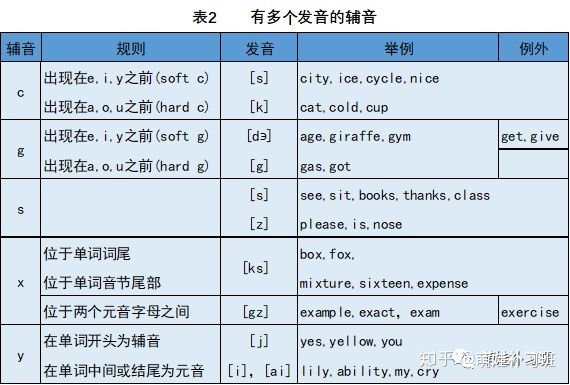 表2 有多个发音的辅音
辅音 规则 发音 举例 例外
c 出现在e,i,y之前(soft c) [s] city,ice,cycle,nice
出现在a,o,u之前(hard c) [k] cat,cold,cup
g 出现在e,i,y之前(soft g) [dэ] age,giraffe,gym get,give
出现在a,o,u之前(hard g) [g] gas,got
s [s] see,sit,books,thanks,class
[z] please,is,nose
x 位于单词词尾 [ks] box,fox,
位于单词音节尾部 mixture,sixteen,expense
位于两个元音字母之间 [gz] example,exact, exam exercise
y 在单词开头为辅音 [j] yes,yellow,you
在单词中间或结尾为元音 [i], [ai] lily,ability,my,cry
知乎
萌娃补习班